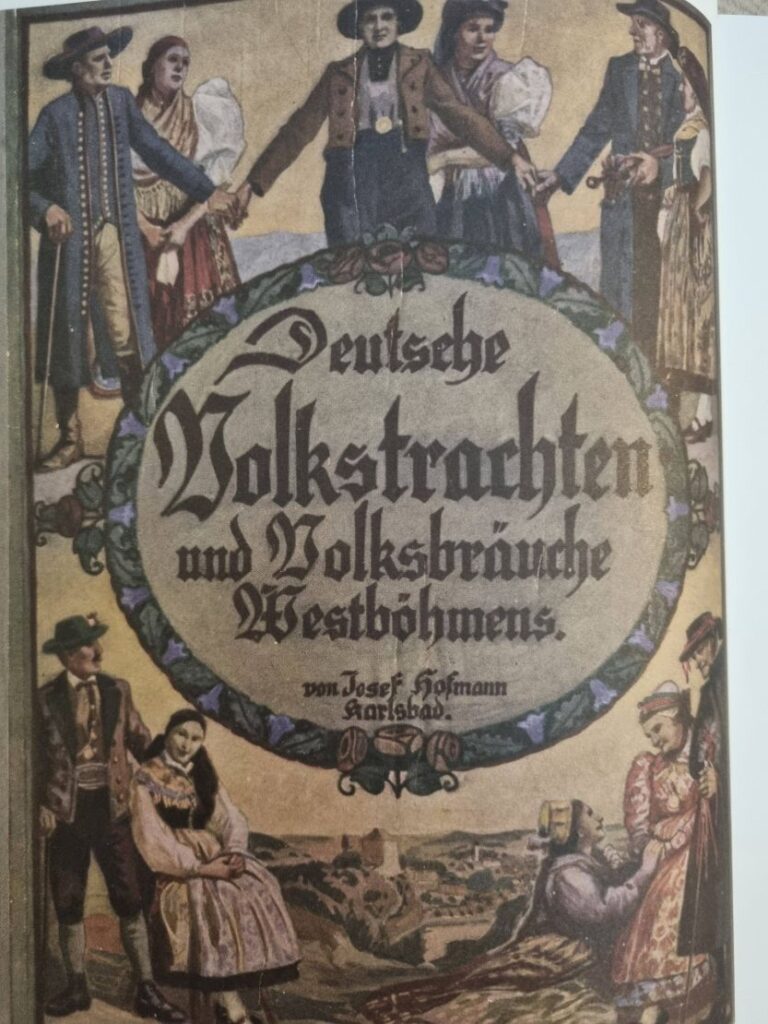 Deutsche
Volkstrachten
und Volksbräuche
Westböhmens.
von Josef Hofmann
Karlsbad.